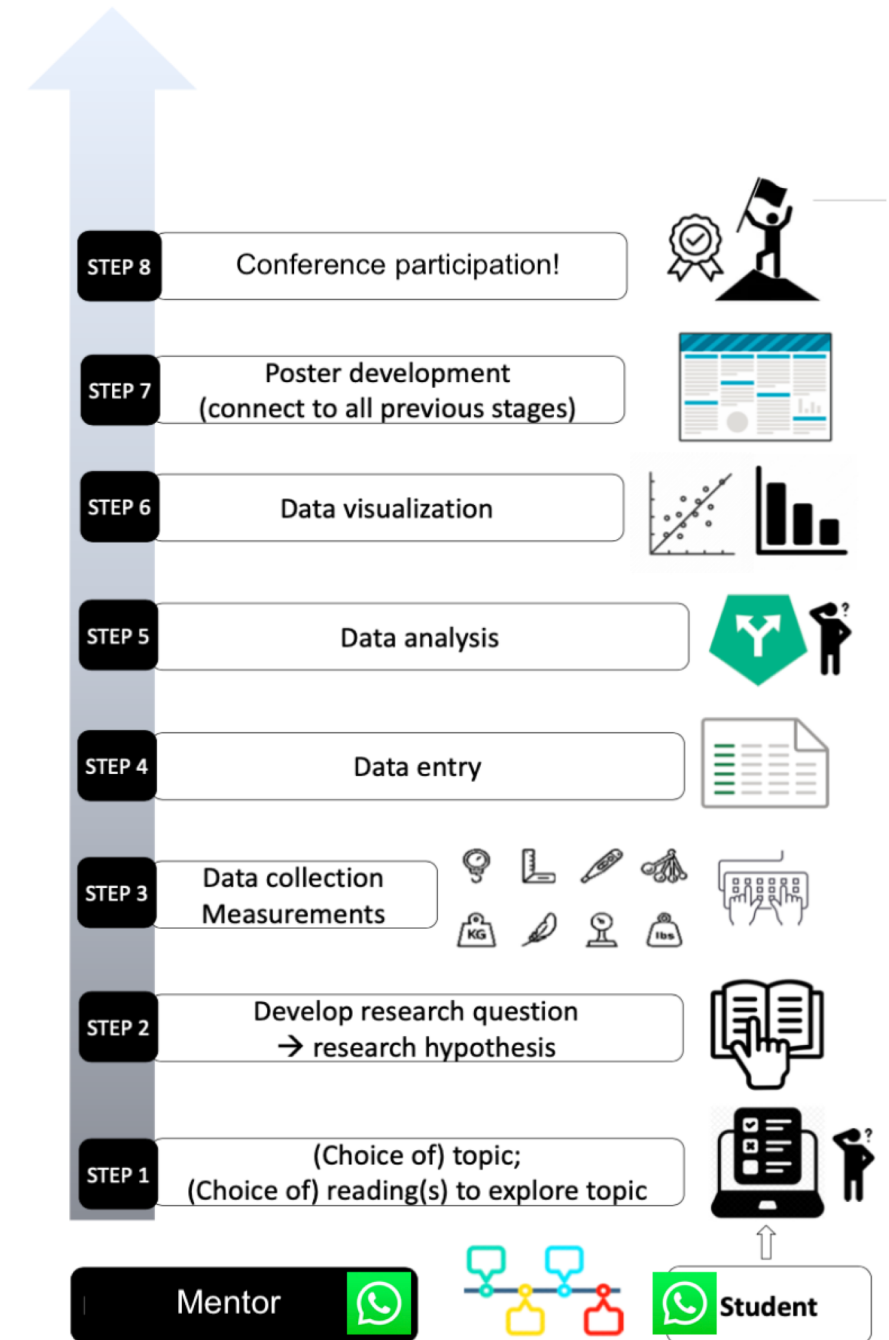 STEP 8
Conference participation!
STEP 7
Poster development
(connect to all previous stages)
STEP 6
Data visualization
STEP 5
Data analysis
?
STEP 4
Data entry
STEP 3
Data collection
Measurements
KG
lbs
STEP 2
Develop research question
→ research hypothesis
STEP 1
(Choice of) topic;
(Choice of) reading(s) to explore topic
?
Mentor
Student